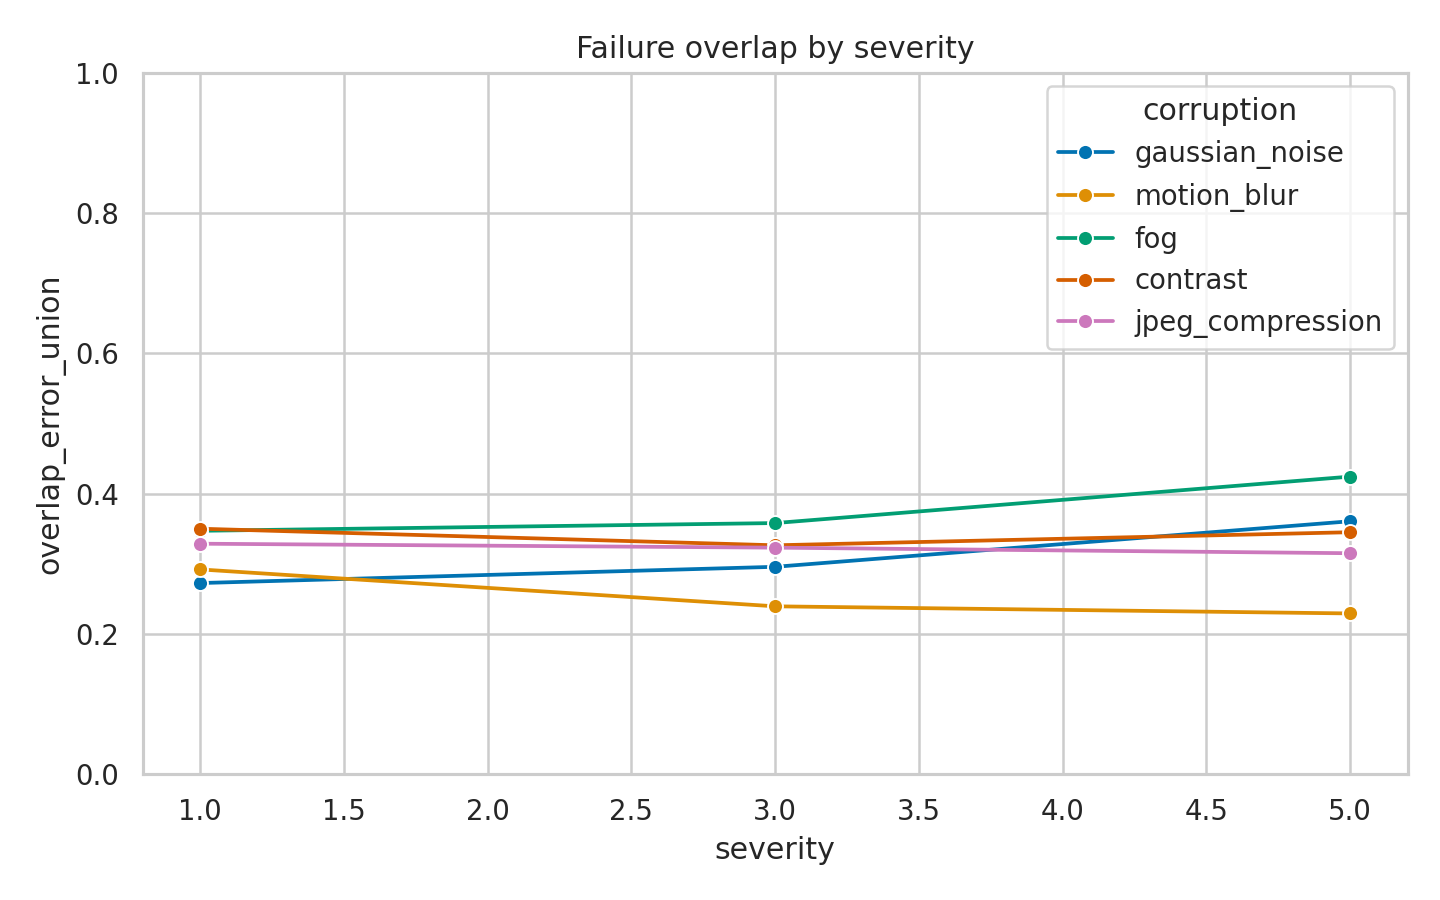 Failure overlap by severity
1.0
0.8
0.6
0.4
0.2
0.0
overlap_error_union
corruption
gaussian_noise
motion_blur
fog
contrast
jpeg_compression
1.0 1.5 2.0 2.5 3.0 3.5 4.0 4.5 5.0
severity